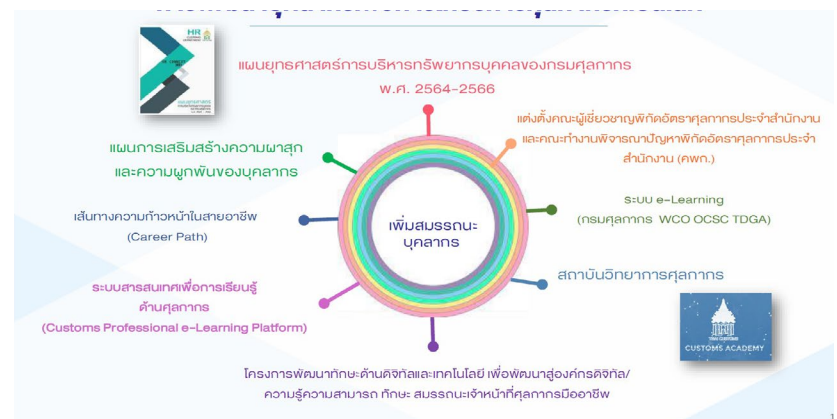 HR
แผนยุทธศาสตร์การบริหารทรัพยากรบุคคลของกรมศุลกากร
พ.ศ. 2564-2566
แต่งตั้งคณะผู้เชี่ยวชาญพิกัดอัตราศุลกากรประจำสำนักงาน
และคณะทำงานพิจารณาปัญหาพิกัดอัตราศุลกากรประจำ
สำนักงาน (คพก.)
แผนการเสริมสร้างความผาสุก
และความผูกพันของบุคลากร
ระบบ e-Learning
(กรมศุลกากร WCO OCSC TDGA)
เส้นทางความก้าวหน้าในสายอาชีพ
(Career Path)
เพิ่มสมรรถนะ
บุคลากร
สถาบันวิทยาการศุลกากร
ระบบสารสนเทศเพื่อการเรียนรู้
ด้านศุลกากร
(Customs Professional e-Learning Platform)
THAI CUSTOMS
CUSTOMS ACADEMY
โครงการพัฒนาทักษะด้านดิจิทัลและเทคโนโลยี เพื่อพัฒนาสู่องค์กรดิจิทัล/
ความรู้ความสามารถ ทักษะ สมรรถนะเจ้าหน้าที่ศุลกากรมืออาชีพ